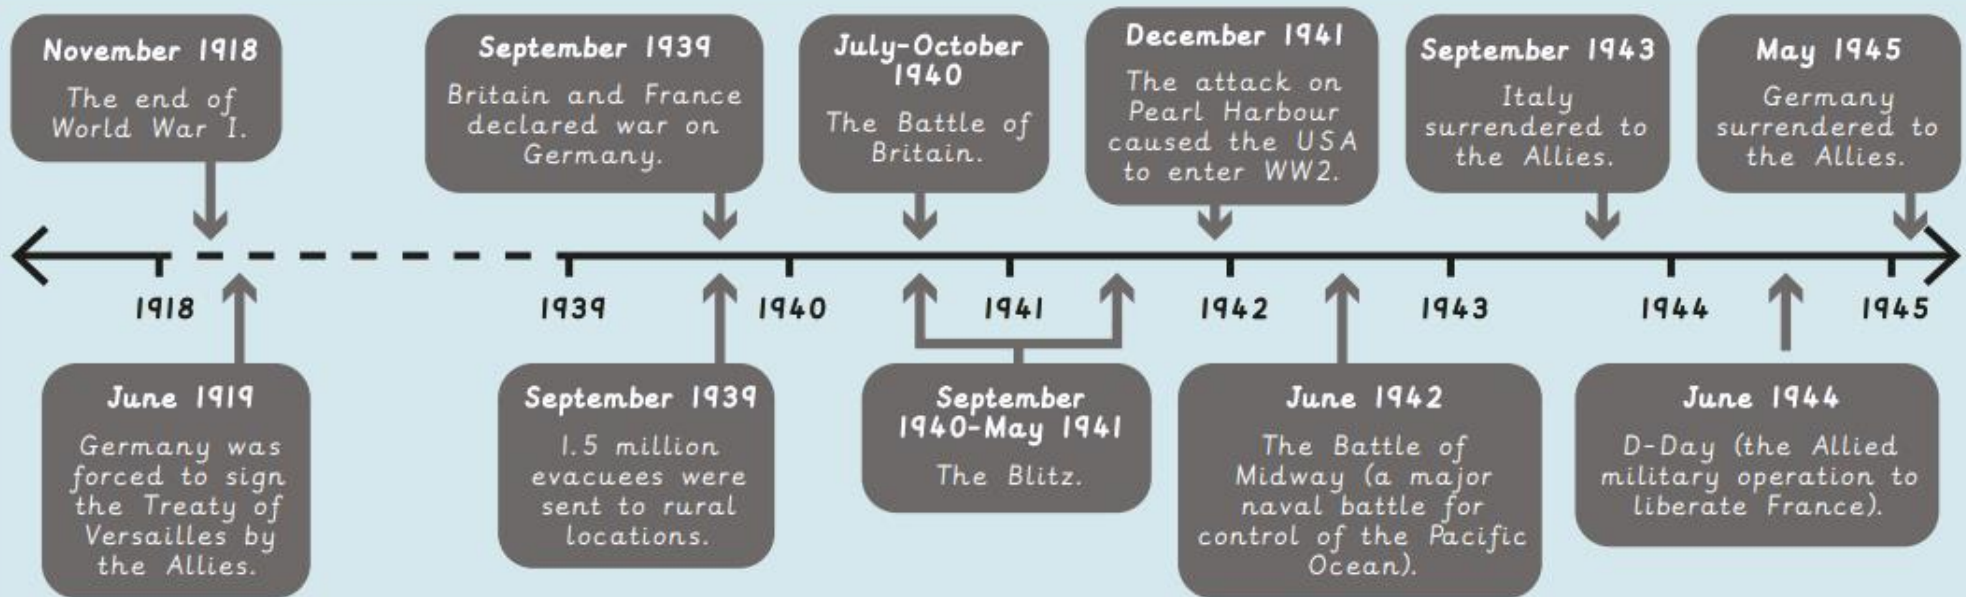 November 1918
The end of
World War I.
September 1939
Britain and France
declared war on
Germany.
July-October
1940
The Battle of
Britain.
December 1941
The attack on
Pearl Harbour
caused the USA
to enter WW2.
September 1943
Italy
surrendered to
the Allies.
May 1945
Germany
surrendered to
the Allies.
1918
1939
1940
1941
1942
1943
1944
1945
June 1919
Germany was
forced to sign
the Treaty of
Versailles by
the Allies.
September 1939
1.5 million
evacuees were
sent to rural
locations.
September
1940-May 1941
The Blitz.
June 1942
The Battle of
Midway (a major
naval battle for
control of the Pacific
Ocean).
June 1944
D-Day (the Allied
military operation to
liberate France).